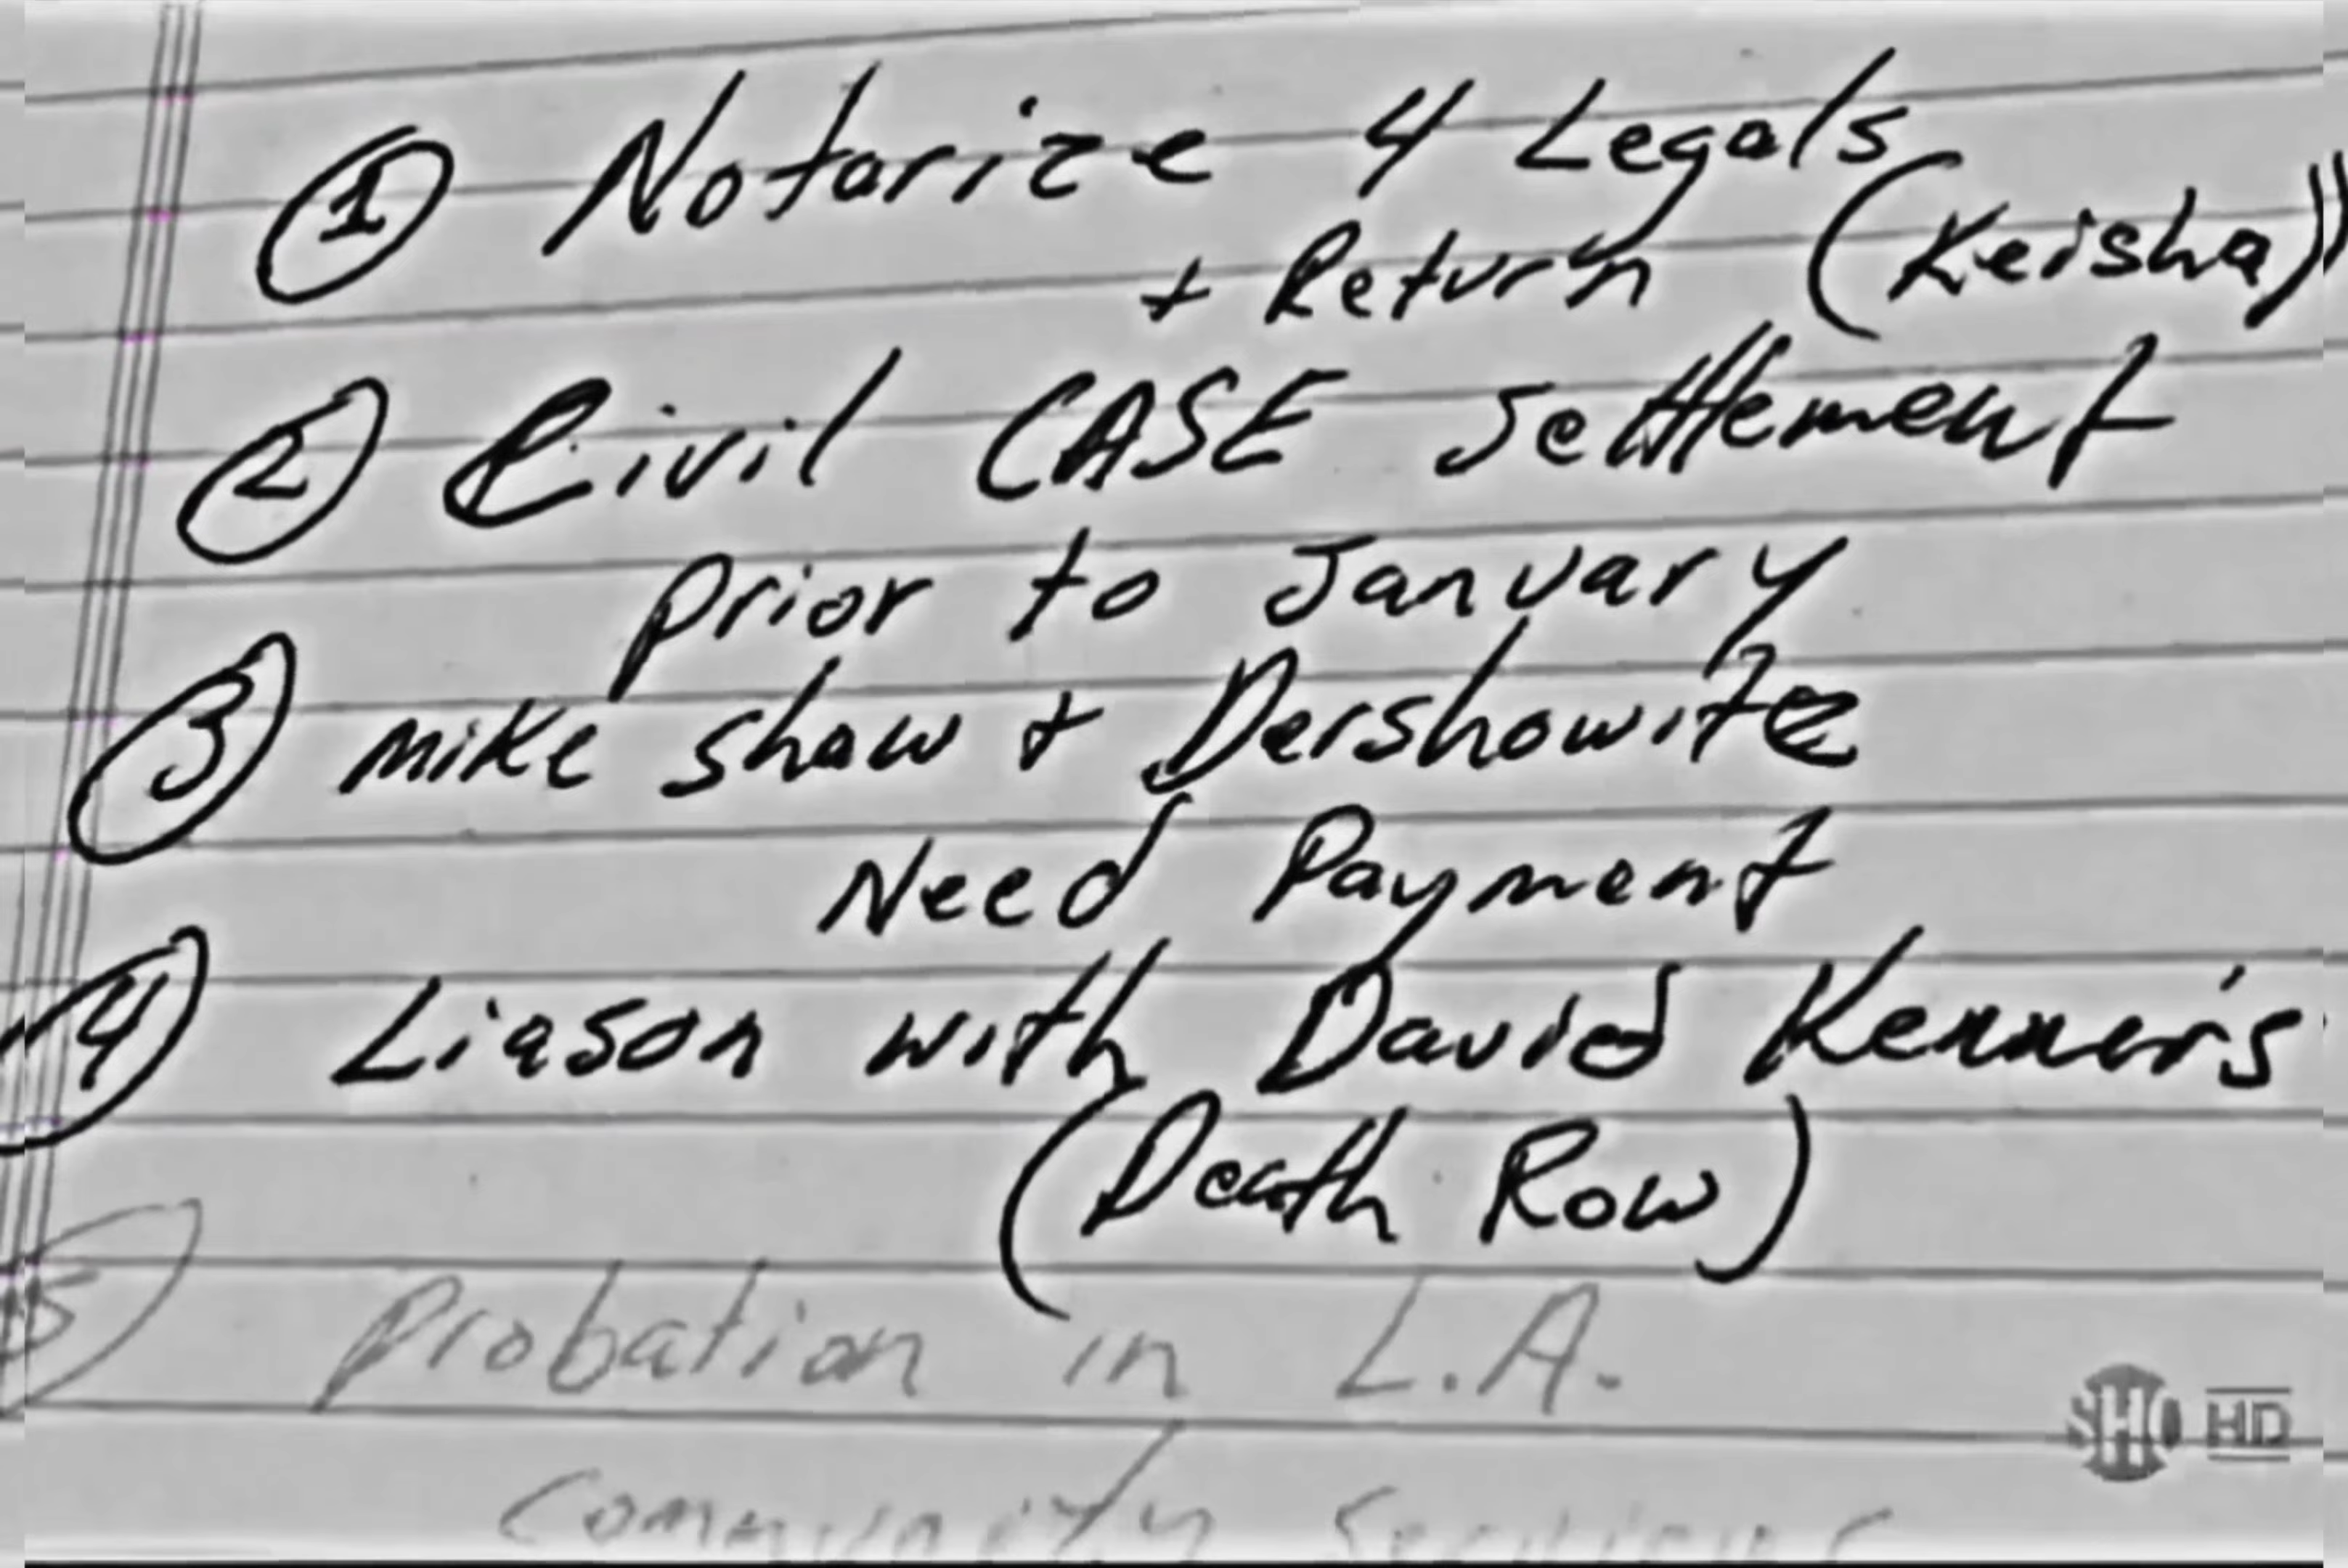 ① Notarize 4 Legals
+ Return (Keisha)
② Civil CASE Settlement
Prior to January
③ mike shaw + Dershowitz
Need Payment
④ Liason with David Kenner's
(Death Row)
⑤ Probation in L.A.
Community
SHO HD